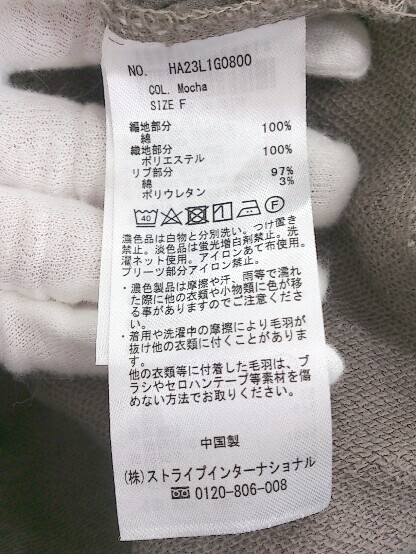 NO. HA23L1G0800
COL. Mocha
SIZE F
編地部分 100%
綿
織地部分 100%
ポリエステル
リブ部分 97%
綿 3%
ポリウレタン
40 F
濃色品は白物と分別洗い。つけ置き
禁止。淡色品は蛍光増白剤禁止。洗
濯ネット使用。アイロンあて布使用。
プリーツ部分アイロン禁止。
・濃色製品は摩擦や汗、雨等で濡れ
た際に他の衣類や小物類に色が移
る事がありますのでご注意くださ
い。
・着用や洗濯中の摩擦により毛羽が
抜け他の衣類に付くことがありま
す。
他の衣類等に付着した毛羽は、ブ
ラシやセロハンテープ等素材を傷
めない方法でお取りください。
中国製
(株)ストライプインターナショナル
0120-806-008